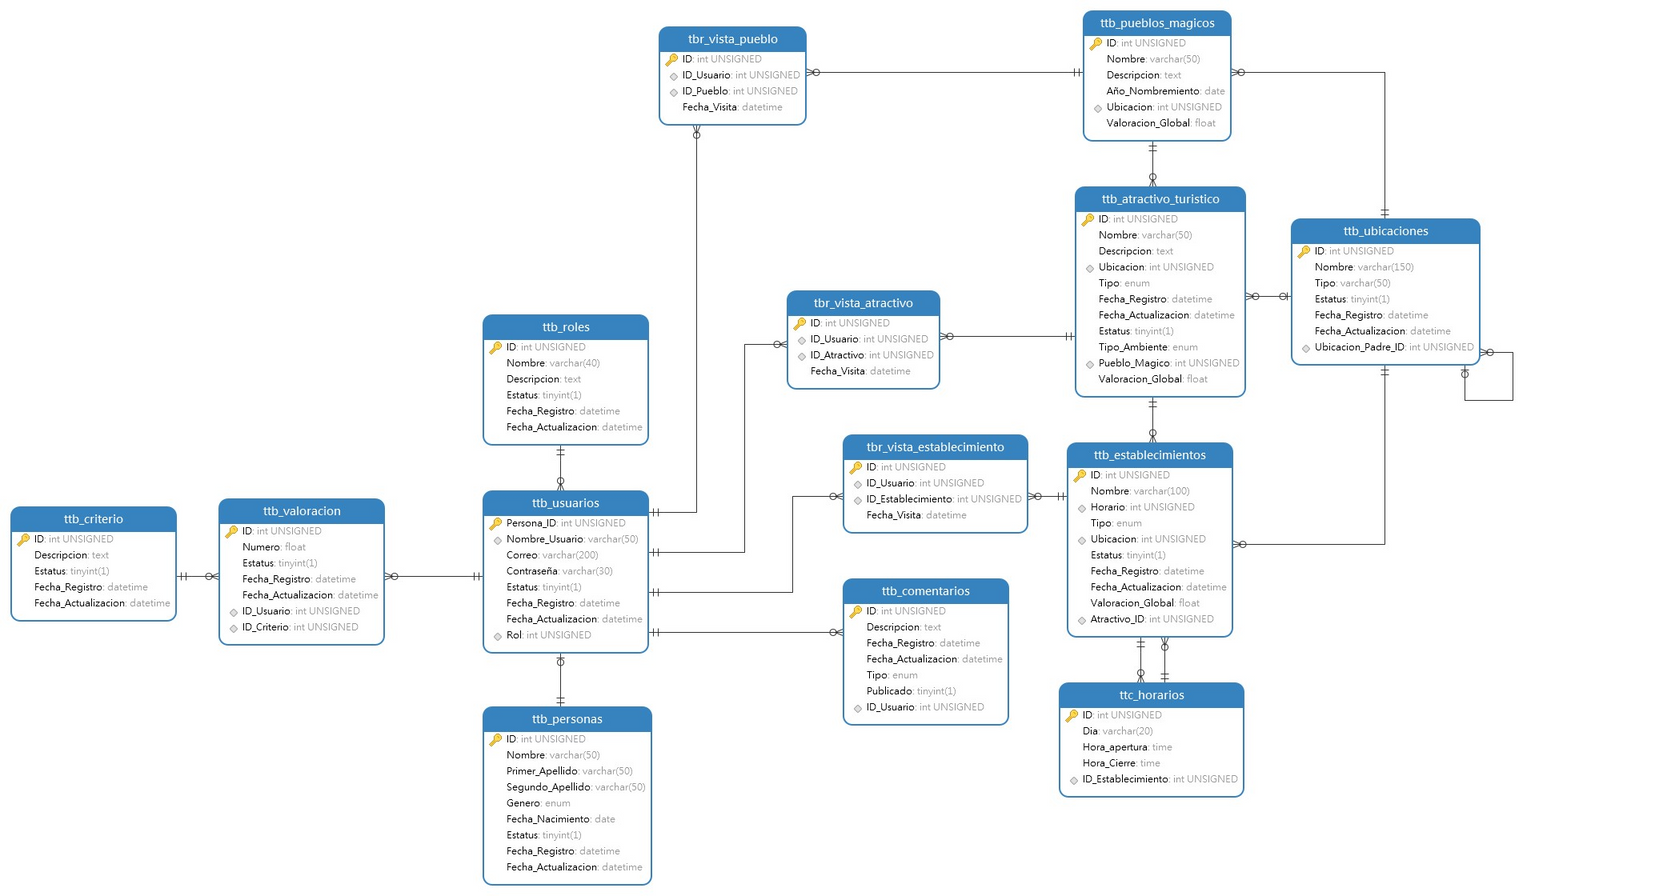 tbr_vista_pueblo
ID: int UNSIGNED
ID_Usuario: int UNSIGNED
ID_Pueblo: int UNSIGNED
Fecha_Visita: datetime
ttb_pueblos_magicos
ID: int UNSIGNED
Nombre: varchar(50)
Descripcion: text
Año_Nombremiento: date
Ubicacion: int UNSIGNED
Valoracion_Global: float
ttb_atractivo_turistico
ID: int UNSIGNED
Nombre: varchar(50)
Descripcion: text
Ubicacion: int UNSIGNED
Tipo: enum
Fecha_Registro: datetime
Fecha_Actualizacion: datetime
Estatus: tinyint(1)
Tipo_Ambiente: enum
Pueblo_Magico: int UNSIGNED
Valoracion_Global: float
ttb_ubicaciones
ID: int UNSIGNED
Nombre: varchar(150)
Tipo: varchar(50)
Estatus: tinyint(1)
Fecha_Registro: datetime
Fecha_Actualizacion: datetime
Ubicacion_Padre_ID: int UNSIGNED
tbr_vista_atractivo
ID: int UNSIGNED
ID_Usuario: int UNSIGNED
ID_Atractivo: int UNSIGNED
Fecha_Visita: datetime
ttb_roles
ID: int UNSIGNED
Nombre: varchar(40)
Descripcion: text
Estatus: tinyint(1)
Fecha_Registro: datetime
Fecha_Actualizacion: datetime
tbr_vista_establecimiento
ID: int UNSIGNED
ID_Usuario: int UNSIGNED
ID_Establecimiento: int UNSIGNED
Fecha_Visita: datetime
ttb_establecimientos
ID: int UNSIGNED
Nombre: varchar(100)
Horario: int UNSIGNED
Tipo: enum
Ubicacion: int UNSIGNED
Estatus: tinyint(1)
Fecha_Registro: datetime
Fecha_Actualizacion: datetime
Valoracion_Global: float
Atractivo_ID: int UNSIGNED
ttb_criterio
ID: int UNSIGNED
Descripcion: text
Estatus: tinyint(1)
Fecha_Registro: datetime
Fecha_Actualizacion: datetime
ttb_valoracion
ID: int UNSIGNED
Numero: float
Estatus: tinyint(1)
Fecha_Registro: datetime
Fecha_Actualizacion: datetime
ID_Usuario: int UNSIGNED
ID_Criterio: int UNSIGNED
ttb_usuarios
Persona_ID: int UNSIGNED
Nombre_Usuario: varchar(50)
Correo: varchar(200)
Contraseña: varchar(30)
Estatus: tinyint(1)
Fecha_Registro: datetime
Fecha_Actualizacion: datetime
Rol: int UNSIGNED
ttb_comentarios
ID: int UNSIGNED
Descripcion: text
Fecha_Registro: datetime
Fecha_Actualizacion: datetime
Tipo: enum
Publicado: tinyint(1)
ID_Usuario: int UNSIGNED
ttc_horarios
ID: int UNSIGNED
Dia: varchar(20)
Hora_apertura: time
Hora_Cierre: time
ID_Establecimiento: int UNSIGNED
ttb_personas
ID: int UNSIGNED
Nombre: varchar(50)
Primer_Apellido: varchar(50)
Segundo_Apellido: varchar(50)
Genero: enum
Fecha_Nacimiento: date
Estatus: tinyint(1)
Fecha_Registro: datetime
Fecha_Actualizacion: datetime